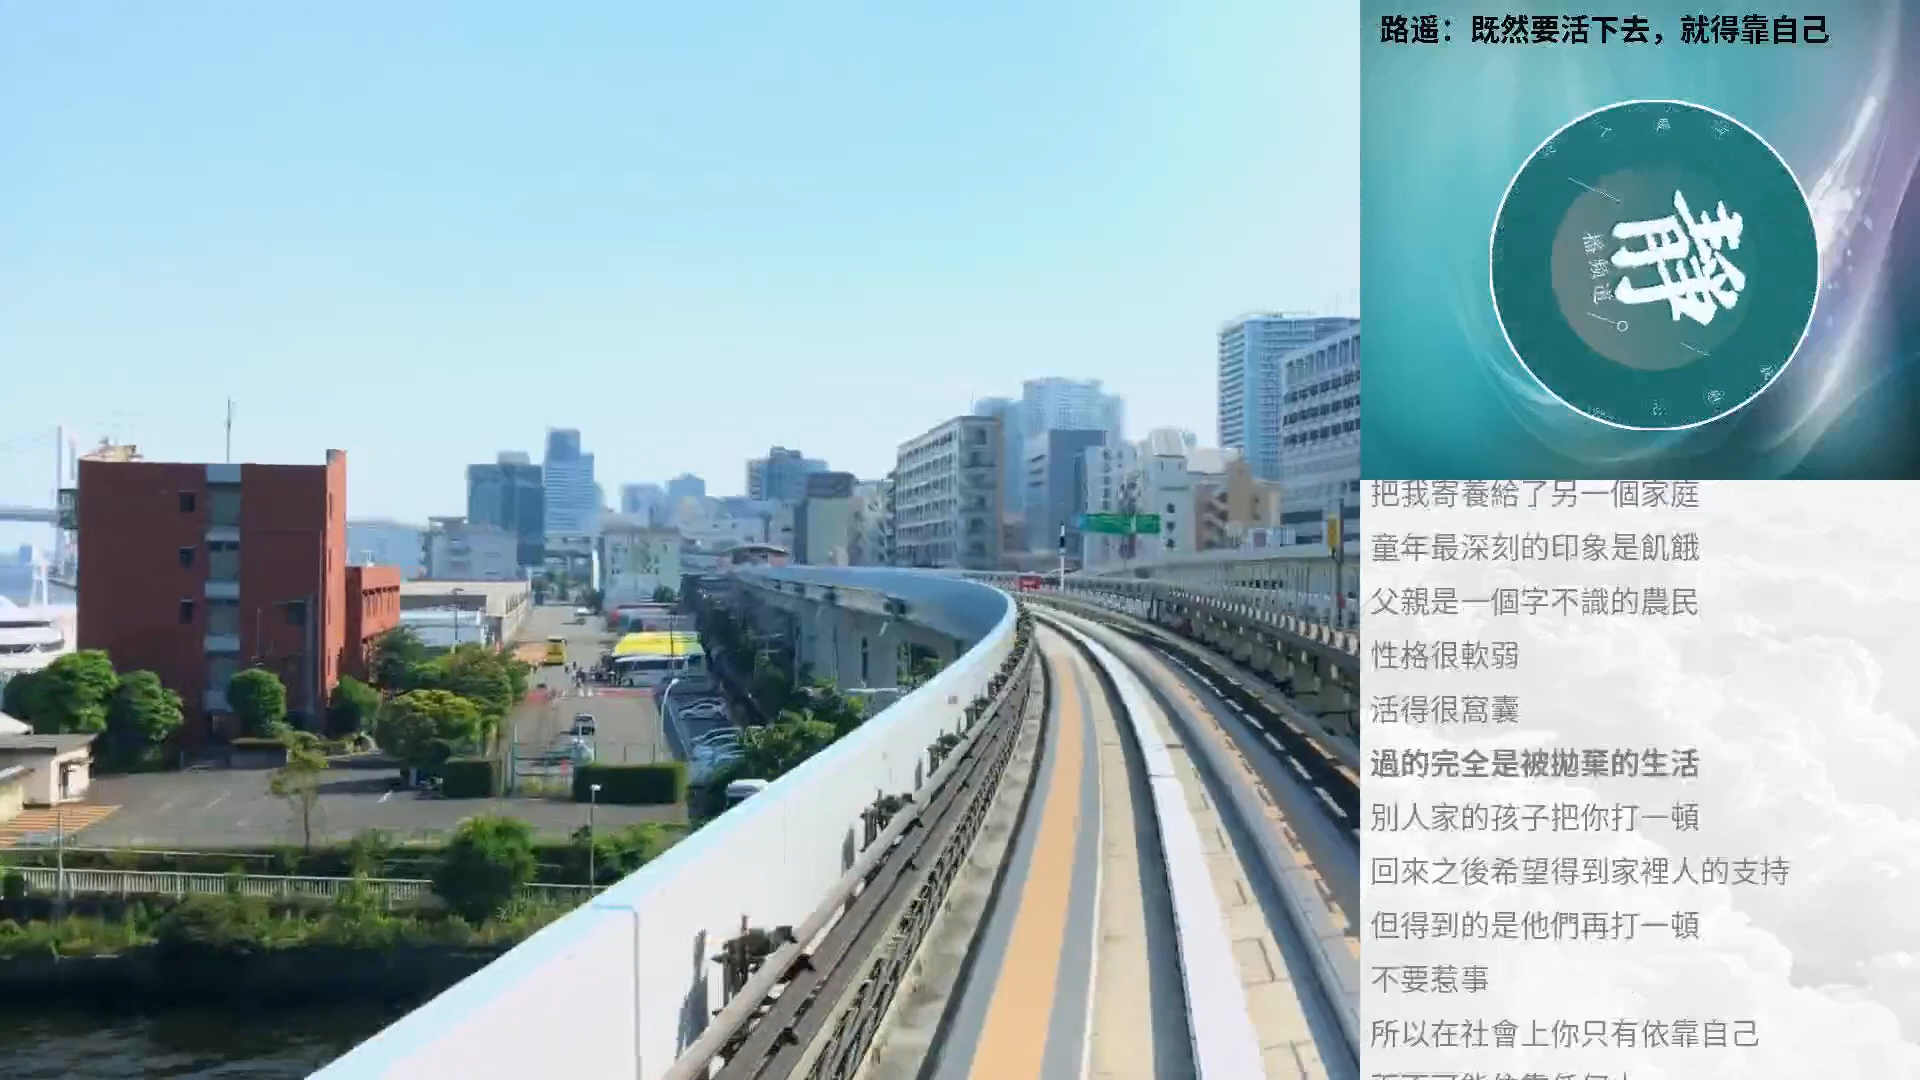 路遥：既然要活下去，就得靠自己
靜
播頻道
把我寄養給了另一個家庭
童年最深刻的印象是飢餓
父親是一個字不識的農民
性格很軟弱
活得很窩囊
過的完全是被拋棄的生活
別人家的孩子把你打一頓
回來之後希望得到家裡人的支持
但得到的是他們再打一頓
不要惹事
所以在社會上你只有依靠自己